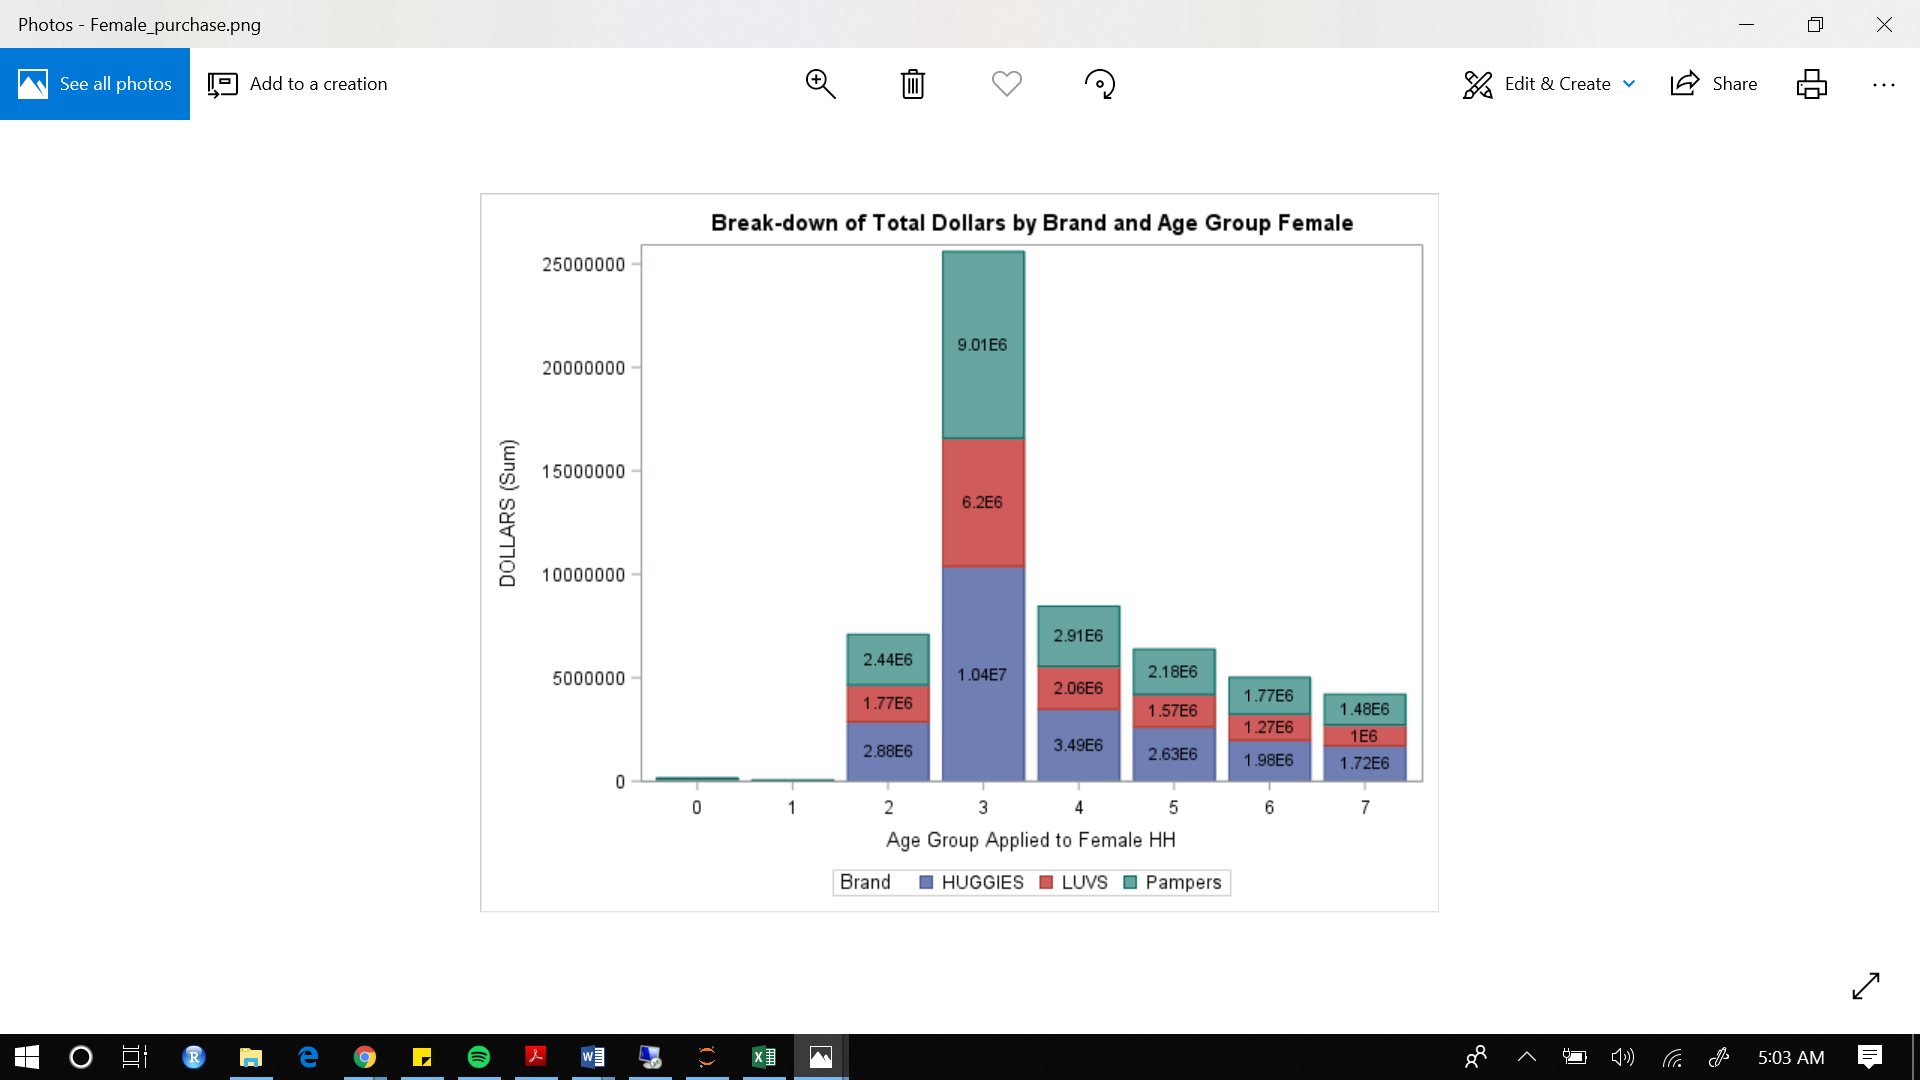 Photos - Female_purchase.png
See all photos
Add to a creation
Edit & Create
Share
Break-down of Total Dollars by Brand and Age Group Female
DOLLARS (Sum)
25000000
20000000
15000000
10000000
5000000
0
9.01E6
6.2E6
1.04E7
2.44E6
1.77E6
2.88E6
2.91E6
2.06E6
3.49E6
2.18E6
1.57E6
2.63E6
1.77E6
1.27E6
1.98E6
1.48E6
1E6
1.72E6
0 1 2 3 4 5 6 7
Age Group Applied to Female HH
Brand HUGGIES LUVS Pampers
R
W
5:03 AM